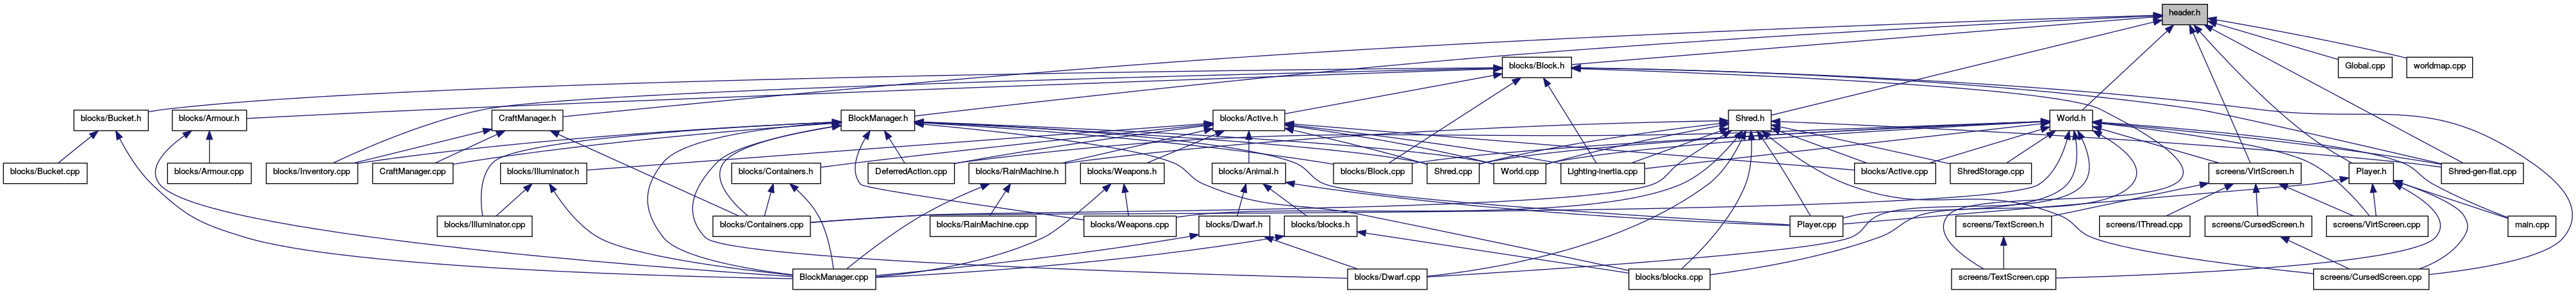 header.h
blocks/Block.h
Global.cpp
worldmap.cpp
blocks/Bucket.h
blocks/Armour.h
CraftManager.h
BlockManager.h
blocks/Active.h
Shred.h
World.h
blocks/Bucket.cpp
blocks/Armour.cpp
blocks/Inventory.cpp
CraftManager.cpp
blocks/Illuminator.h
blocks/Containers.h
DeferredAction.cpp
blocks/RainMachine.h
blocks/Weapons.h
blocks/Animal.h
blocks/Block.cpp
Shred.cpp
World.cpp
Lighting-inertia.cpp
blocks/Active.cpp
ShredStorage.cpp
screens/VirtScreen.h
Player.h
Shred-gen-flat.cpp
blocks/Illuminator.cpp
blocks/Containers.cpp
blocks/RainMachine.cpp
blocks/Weapons.cpp
blocks/Dwarf.h
blocks/blocks.h
Player.cpp
screens/TextScreen.h
screens/IThread.cpp
screens/CursedScreen.h
screens/VirtScreen.cpp
main.cpp
BlockManager.cpp
blocks/Dwarf.cpp
blocks/blocks.cpp
screens/TextScreen.cpp
screens/CursedScreen.cpp